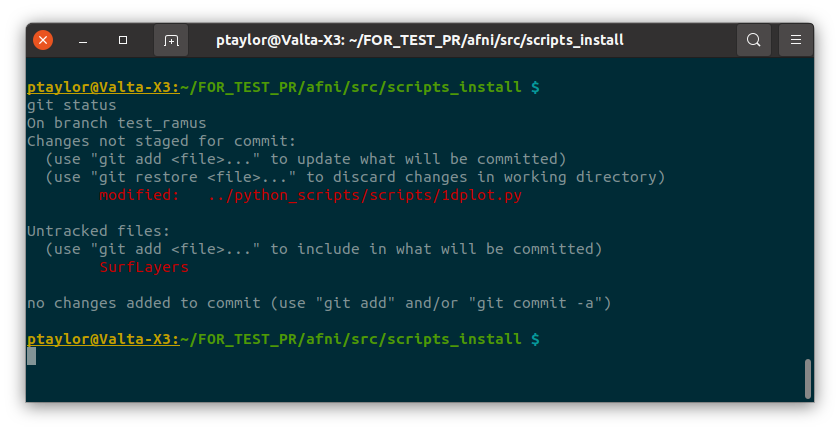 ptaylor@Valta-X3: ~/FOR_TEST_PR/afni/src/scripts_install
ptaylor@Valta-X3:~/FOR_TEST_PR/afni/src/scripts_install $
git status
On branch test_ramus
Changes not staged for commit:
  (use "git add <file>..." to update what will be committed)
  (use "git restore <file>..." to discard changes in working directory)
        modified:   ../python_scripts/scripts/1dplot.py
Untracked files:
  (use "git add <file>..." to include in what will be committed)
        SurfLayers
no changes added to commit (use "git add" and/or "git commit -a")
ptaylor@Valta-X3:~/FOR_TEST_PR/afni/src/scripts_install $